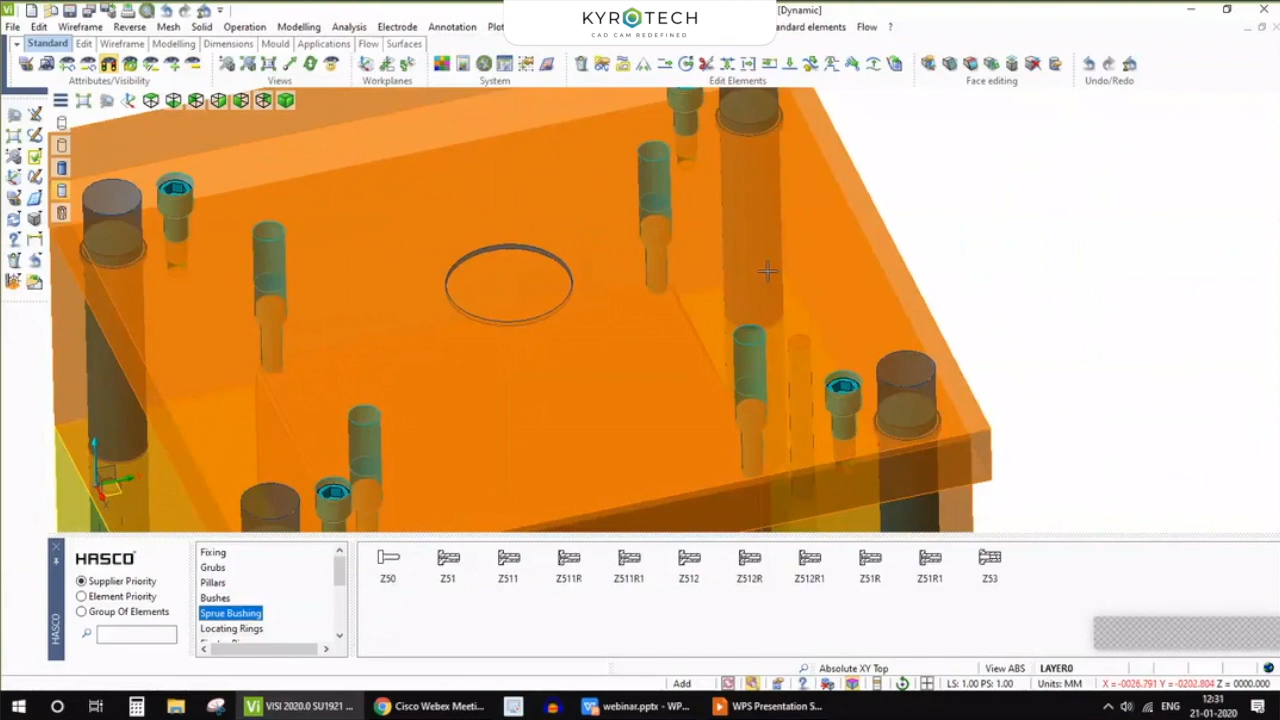 KYROTECH
CAD CAM REDEFINED
[Dynamic]
File Edit Wireframe Reverse Mesh Solid Operation Modelling Analysis Electrode Annotation tandard elements Flow ?
Standard Edit Wireframe Modelling Dimensions Mould Applications Flow Surfaces
Attributes/Visibility Views Workplanes System Edit Elements Face editing Undo/Redo
HASCO
HASCO
Supplier Priority
Element Priority
Group Of Elements
Fixing
Grubs
Pillars
Bushes
Sprue Bushing
Locating Rings
Z50 Z51 Z511 Z511R Z511R1 Z512 Z512R Z512R1 Z51R Z51R1 Z53
Absolute XY Top View ABS LAYER0
Add LS: 1.00 PS: 1.00 Units: MM X = -0026.791 Y = -0202.804 Z = 0000.000
VISI 2020.0 SU1921 ... Cisco Webex Meeti... webinar.pptx - WP... WPS Presentation S... ENG 12:31
21-01-2020